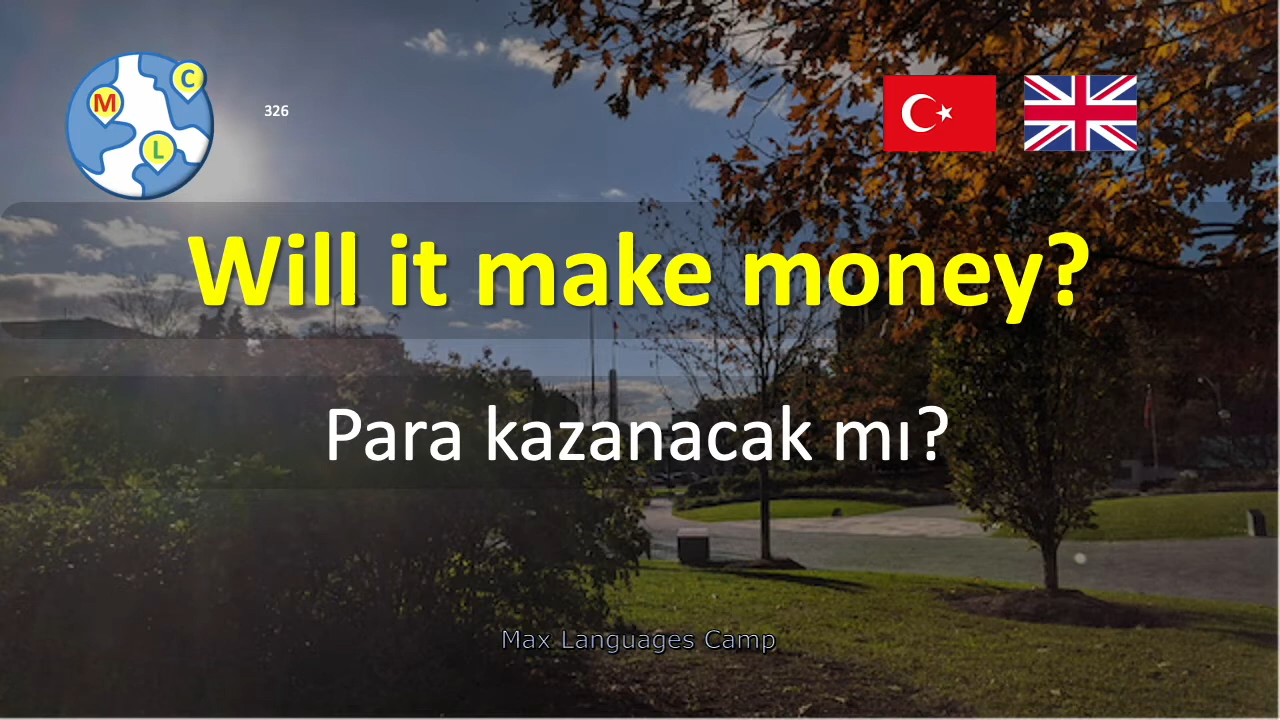 M
C
L
326
Will it make money?
Para kazanacak mı?
Max Languages Camp